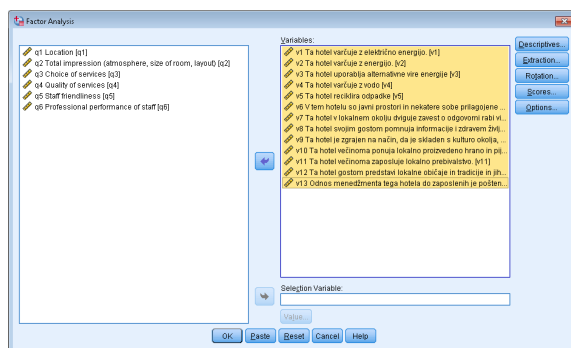 Factor Analysis
q1 Location [q1]
q2 Total impression (atmosphere, size of room, layout) [q2]
q3 Choice of services [q3]
q4 Quality of services [q4]
q5 Staff friendliness [q5]
q6 Professional performance of staff [q6]
Variables:
v1 Ta hotel varčuje z električno energijo. [v1]
v2 Ta hotel varčuje z energijo. [v2]
v3 Ta hotel uporablja alternativne vire energije [v3]
v4 Ta hotel varčuje z vodo [v4]
v5 Ta hotel reciklira odpadke [v5]
v6 V tem hotelu so javni prostori in nekatere sobe prilagojene ...
v7 Ta hotel v lokalnem okolju dviguje zavest o odgovorni rabi vi...
v8 Ta hotel svojim gostom pomnuja informacije i zdravem življ...
v9 Ta hotel je zgrajen na način, da je skladen s kulturo okolja, ...
v10 Ta hotel večinoma ponuja lokalno proizvedeno hrano in pij...
v11 Ta hotel večinoma zaposluje lokalno prebivalstvo. [v11]
v12 Ta hotel gostom predstavi lokalne običaje in tradicije in jih...
v13 Odnos menedžmenta tega hotela do zaposlenih je pošten...
Selection Variable:
Value...
Descriptives...
Extraction...
Rotation...
Scores...
Options...
OK Paste Reset Cancel Help